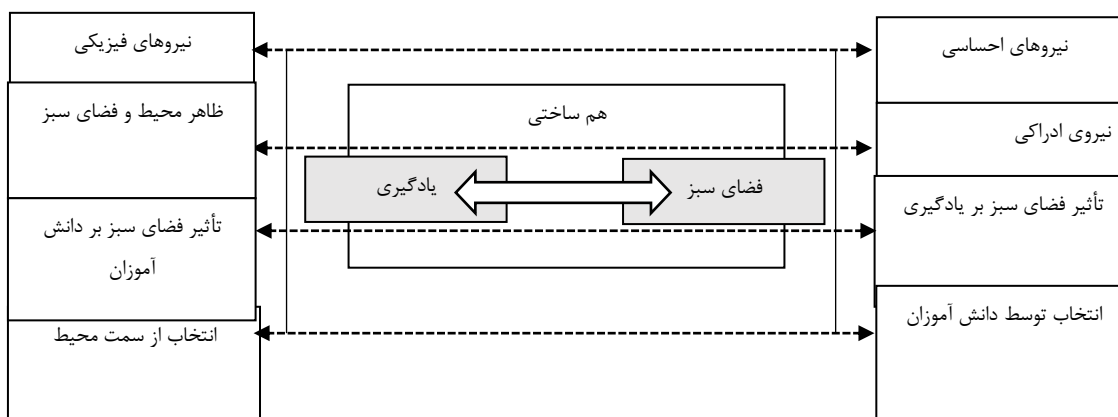 نیروهای احساسی
نیروهای فیزیکی
هم ساختی
نیروی ادراکی
ظاهر محیط و فضای سبز
فضای سبز
یادگیری
تأثیر فضای سبز بر یادگیری
تأثیر فضای سبز بر دانش
آموزان
انتخاب توسط دانش آموزان
انتخاب از سمت محیط